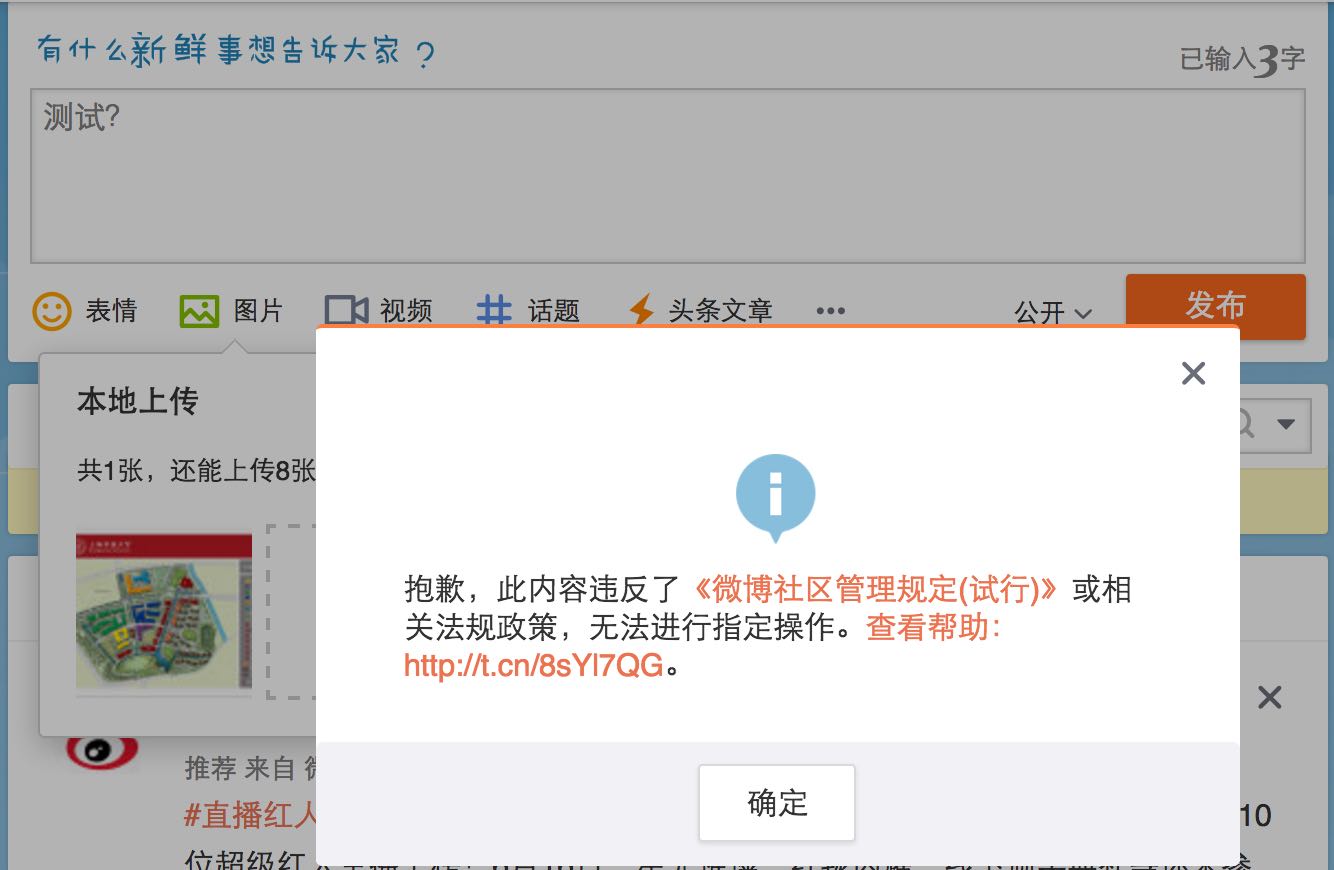 有什么新鲜事想告诉大家？
已输入3字
测试?
表情
图片
视频
话题
头条文章
公开
发布
本地上传
共1张，还能上传8张
抱歉，此内容违反了《微博社区管理规定(试行)》或相
关法规政策，无法进行指定操作。查看帮助：
http://t.cn/8sYl7QG。
确定
推荐 来自
#直播红人
10
位超级红